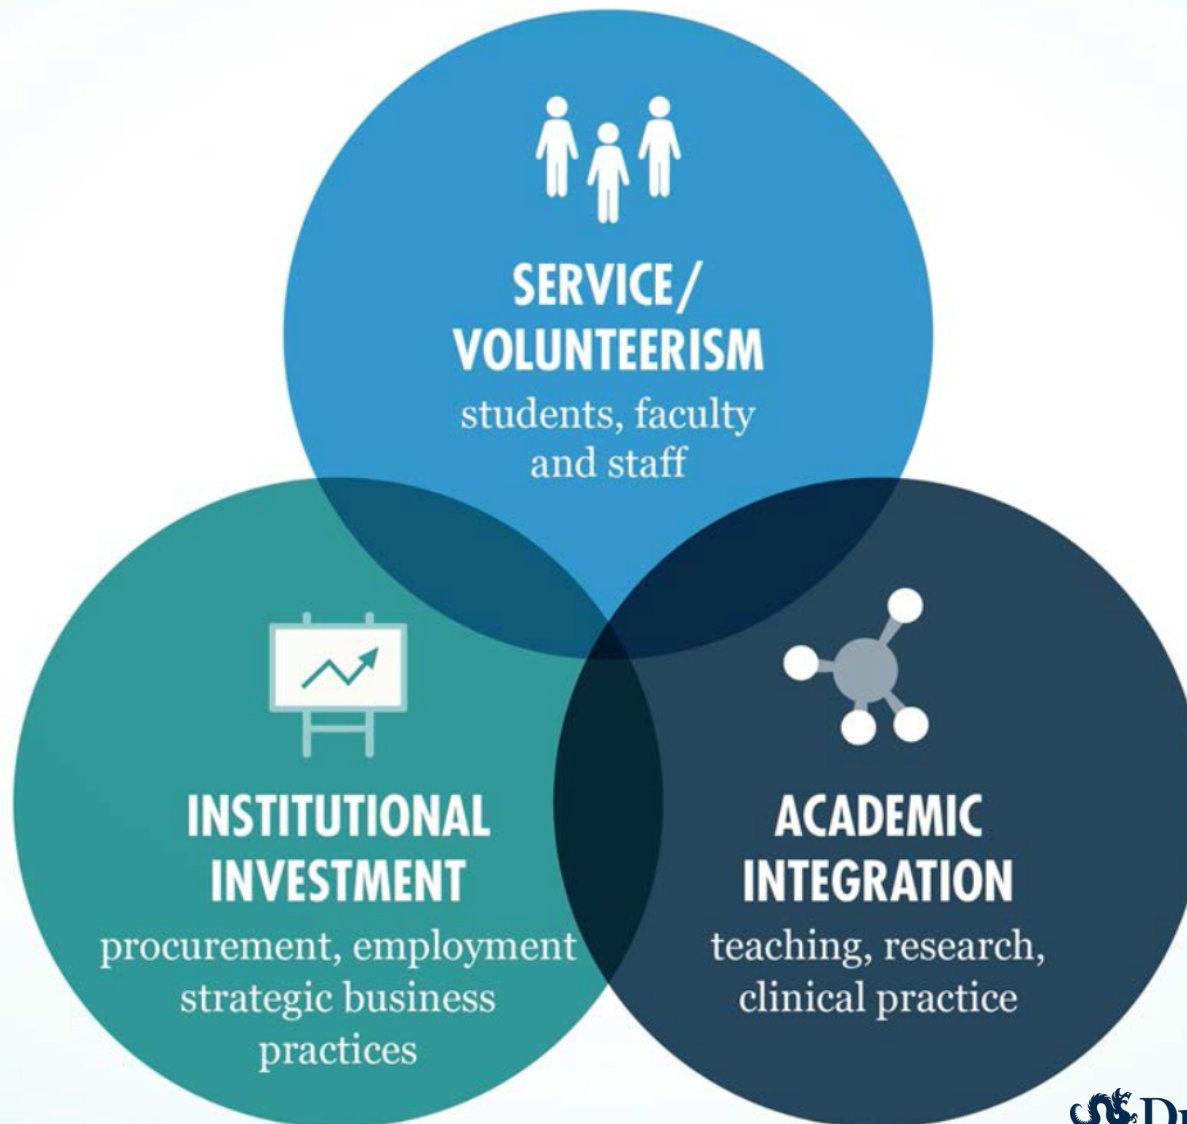 SERVICE/
VOLUNTEERISM
students, faculty
and staff
INSTITUTIONAL
INVESTMENT
procurement, employment
strategic business
practices
ACADEMIC
INTEGRATION
teaching, research,
clinical practice